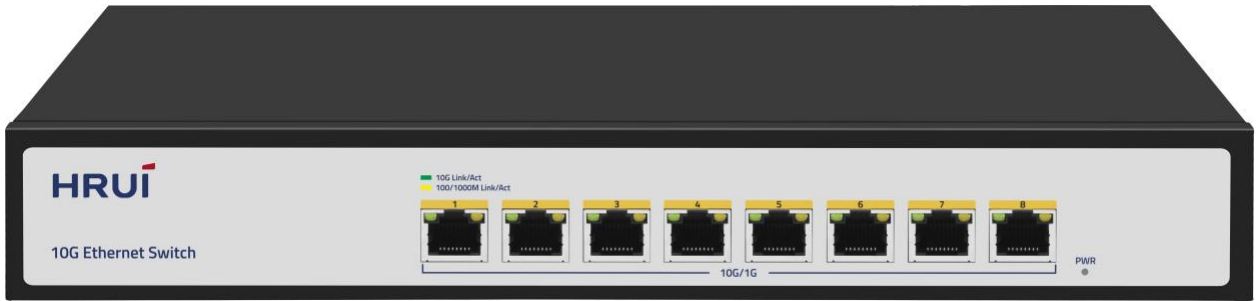 HRUI
10G Ethernet Switch
10G Link/Act
100/1000M Link/Act
1 2 3 4 5 6 7 8
10G/1G
PWR